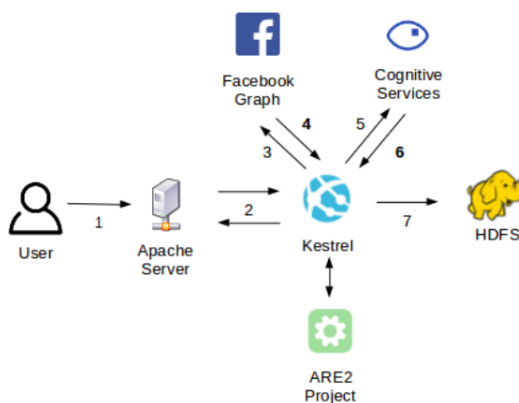 Facebook
Graph
Cognitive
Services
4
3
5
6
1
2
7
User
Apache
Server
Kestrel
HDFS
ARE2
Project